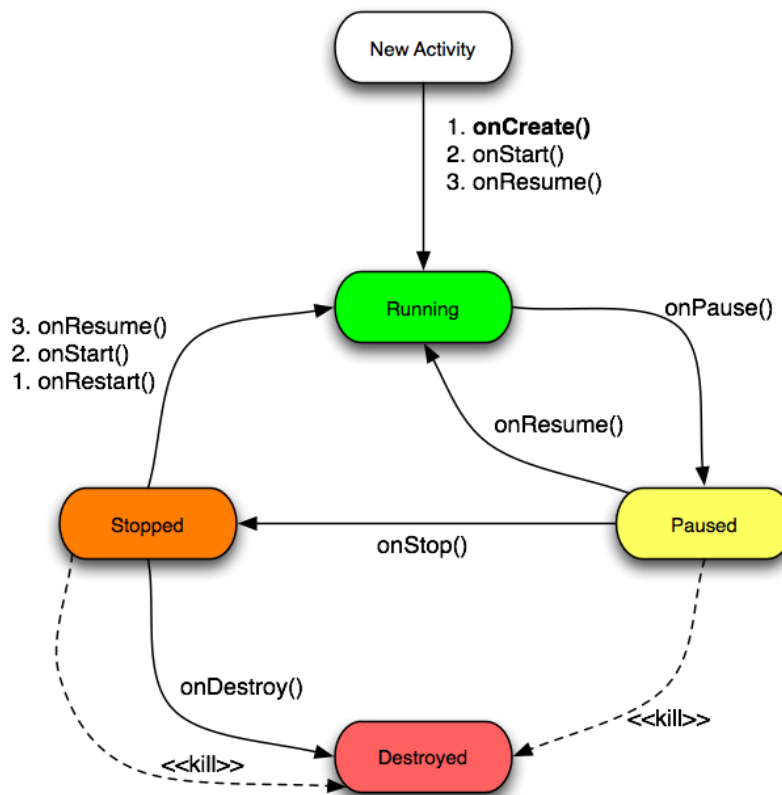 New Activity
1. onCreate()
2. onStart()
3. onResume()
Running
onPause()
3. onResume()
2. onStart()
1. onRestart()
onResume()
Stopped
Paused
onStop()
onDestroy()
<<kill>>
<<kill>>
Destroyed